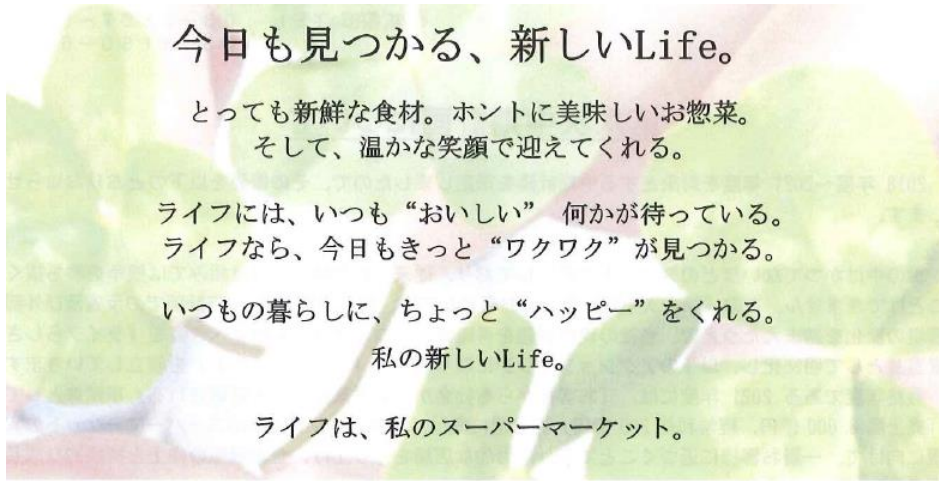 今日も見つかる、新しいLife。
とっても新鮮な食材。ホントに美味しいお惣菜。
そして、温かな笑顔で迎えてくれる。
ライフには、いつも“おいしい” 何かが待っている。
ライフなら、今日もきっと“ワクワク”が見つかる。
いつもの暮らしに、ちょっと“ハッピー”をくれる。
私の新しいLife。
ライフは、私のスーパーマーケット。